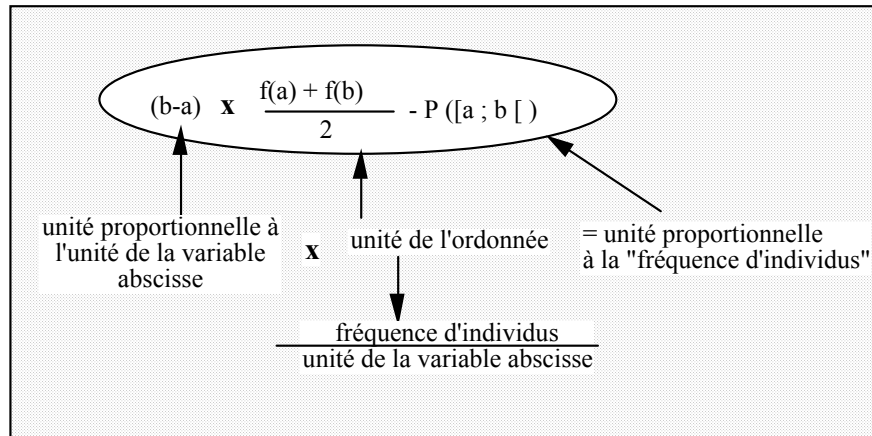 (b-a) x f(a) + f(b) / 2 - P ([a ; b [ )
unité proportionnelle à
l'unité de la variable
abscisse
x
unité de l'ordonnée
= unité proportionnelle
à la "fréquence d'individus"
fréquence d'individus
unité de la variable abscisse